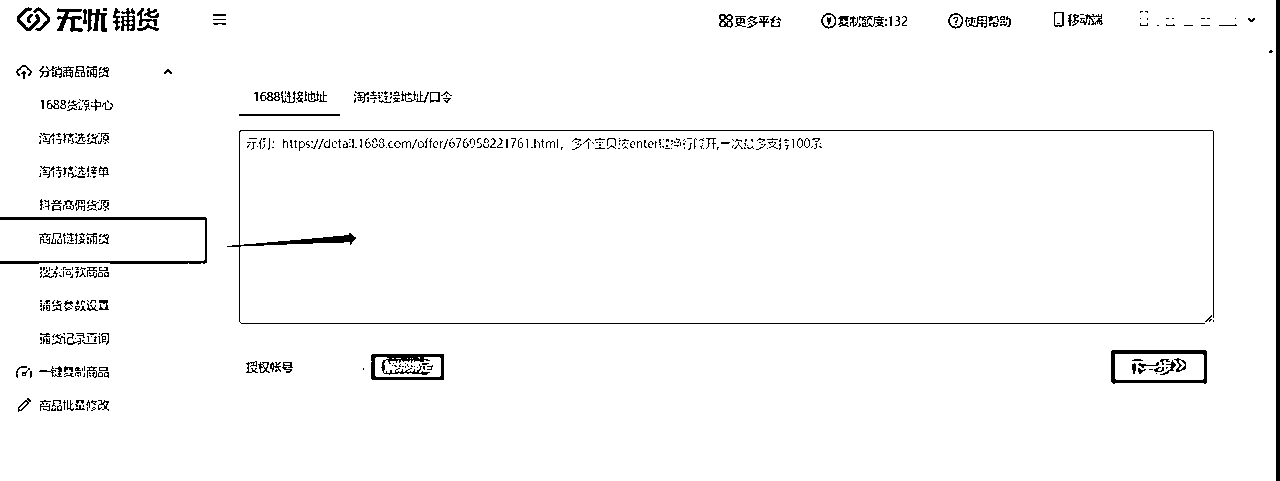 无忧铺货
更多平台 复制额度:132 使用帮助 移动端
分销商品铺货
1688货源中心
淘特精选货源
淘特精选接单
抖音高佣货源
商品链接铺货
搜索同款商品
铺货参数设置
铺货记录查询
一键复制商品
商品批量修改
1688链接地址 淘特链接地址/口令
示例：https://detail.1688.com/offer/676958221761.html，多个宝贝按enter键换行隔开,一次最多支持100条
授权帐号
下一步